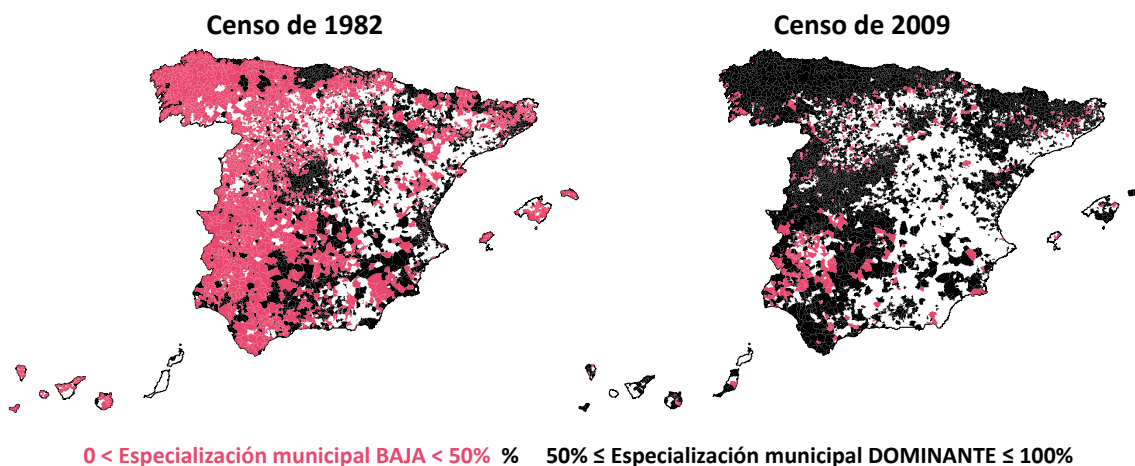 Censo de 1982 Censo de 2009
0 < Especialización municipal BAJA < 50% % 50% ≤ Especialización municipal DOMINANTE ≤ 100%